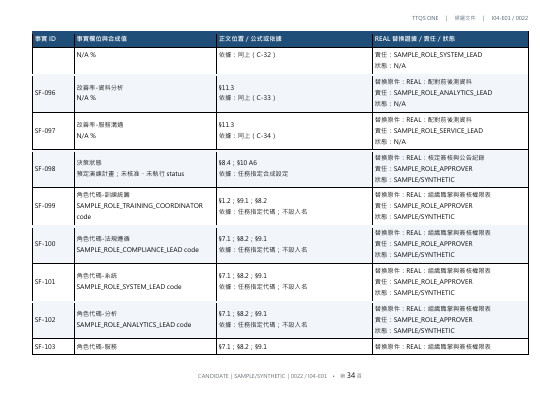 TTQS ONE | 網繼文件 | I04-E01 / 0022
事實 ID 事實欄位與合成值 正文位置 / 公式或依據 REAL 替換證據 / 責任 / 狀態
N/A % 依據：同上（C-32） 責任：SAMPLE_ROLE_SYSTEM_LEAD
狀態：N/A
SF-096 改善率-資料分析
N/A % §11.3
依據：同上（C-33） 替換原件：REAL：配對前後測資料
責任：SAMPLE_ROLE_ANALYTICS_LEAD
狀態：N/A
SF-097 改善率-服務溝通
N/A % §11.3
依據：同上（C-34） 替換原件：REAL：配對前後測資料
責任：SAMPLE_ROLE_SERVICE_LEAD
狀態：N/A
SF-098 決策狀態
預定演練計畫；未核准、未執行 status §8.4；§10 A6
依據：任務指定合成設定 替換原件：REAL：核定簽核與公告紀錄
責任：SAMPLE_ROLE_APPROVER
狀態：SAMPLE/SYNTHETIC
SF-099 角色代碼-訓練統籌
SAMPLE_ROLE_TRAINING_COORDINATOR
code §1.2；§9.1；§8.2
依據：任務指定代碼；不設人名 替換原件：REAL：組織職掌與簽核權限表
責任：SAMPLE_ROLE_APPROVER
狀態：SAMPLE/SYNTHETIC
SF-100 角色代碼-法規遵循
SAMPLE_ROLE_COMPLIANCE_LEAD code §7.1；§8.2；§9.1
依據：任務指定代碼；不設人名 替換原件：REAL：組織職掌與簽核權限表
責任：SAMPLE_ROLE_APPROVER
狀態：SAMPLE/SYNTHETIC
SF-101 角色代碼-系統
SAMPLE_ROLE_SYSTEM_LEAD code §7.1；§8.2；§9.1
依據：任務指定代碼；不設人名 替換原件：REAL：組織職掌與簽核權限表
責任：SAMPLE_ROLE_APPROVER
狀態：SAMPLE/SYNTHETIC
SF-102 角色代碼-分析
SAMPLE_ROLE_ANALYTICS_LEAD code §7.1；§8.2；§9.1
依據：任務指定代碼；不設人名 替換原件：REAL：組織職掌與簽核權限表
責任：SAMPLE_ROLE_APPROVER
狀態：SAMPLE/SYNTHETIC
SF-103 角色代碼-服務 §7.1；§8.2；§9.1 替換原件：REAL：組織職掌與簽核權限表
CANDIDATE | SAMPLE/SYNTHETIC | 0022 / I04-E01 • 第 34 頁